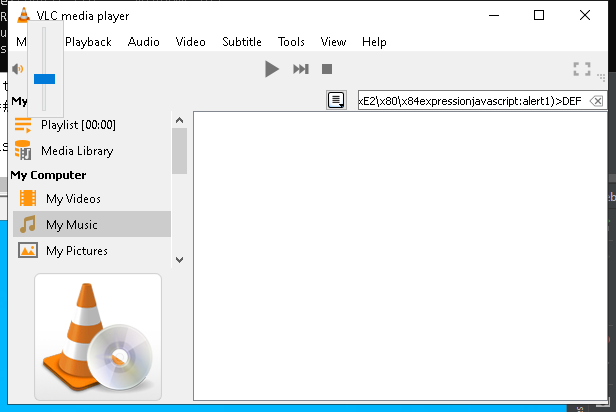 VLC media player
Playback Audio Video Subtitle Tools View Help
xE2\x80\x84expressionjavascript:alert1)>DEF
Playlist [00:00]
Media Library
My Computer
My Videos
My Music
My Pictures